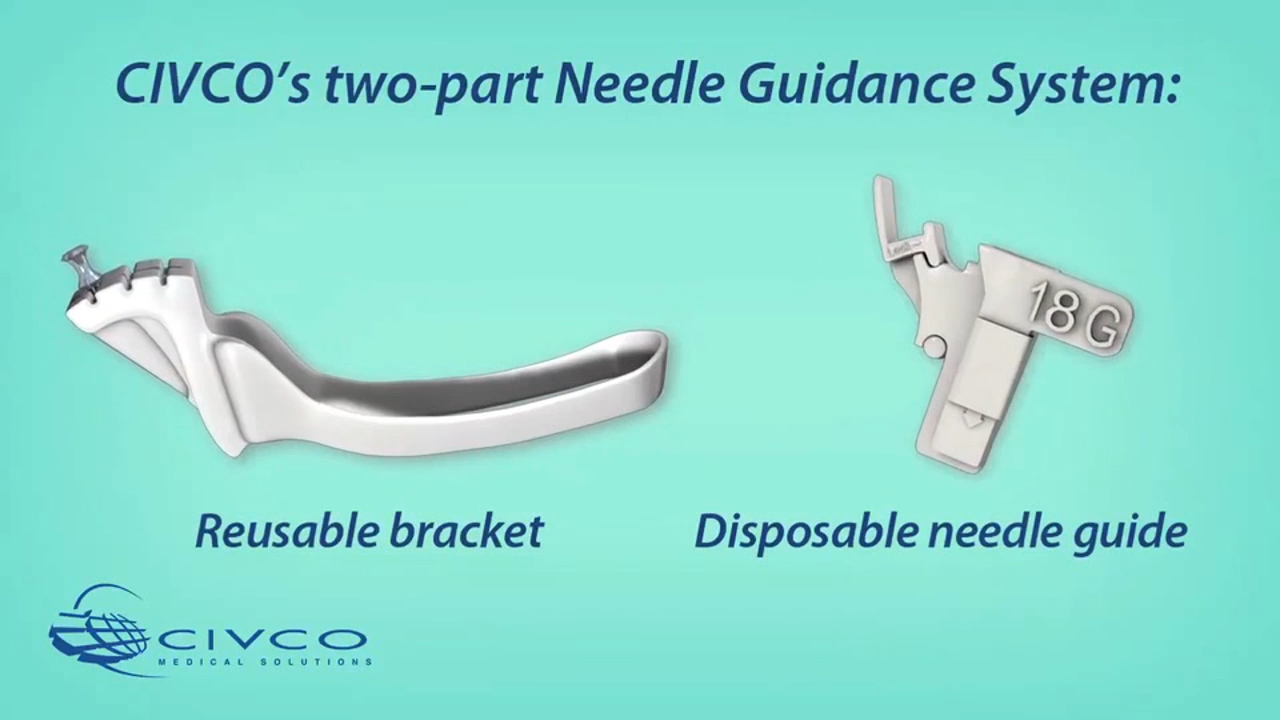 CIVCO's two-part Needle Guidance System:
18 G
Reusable bracket
Disposable needle guide
CIVCO
MEDICAL SOLUTIONS